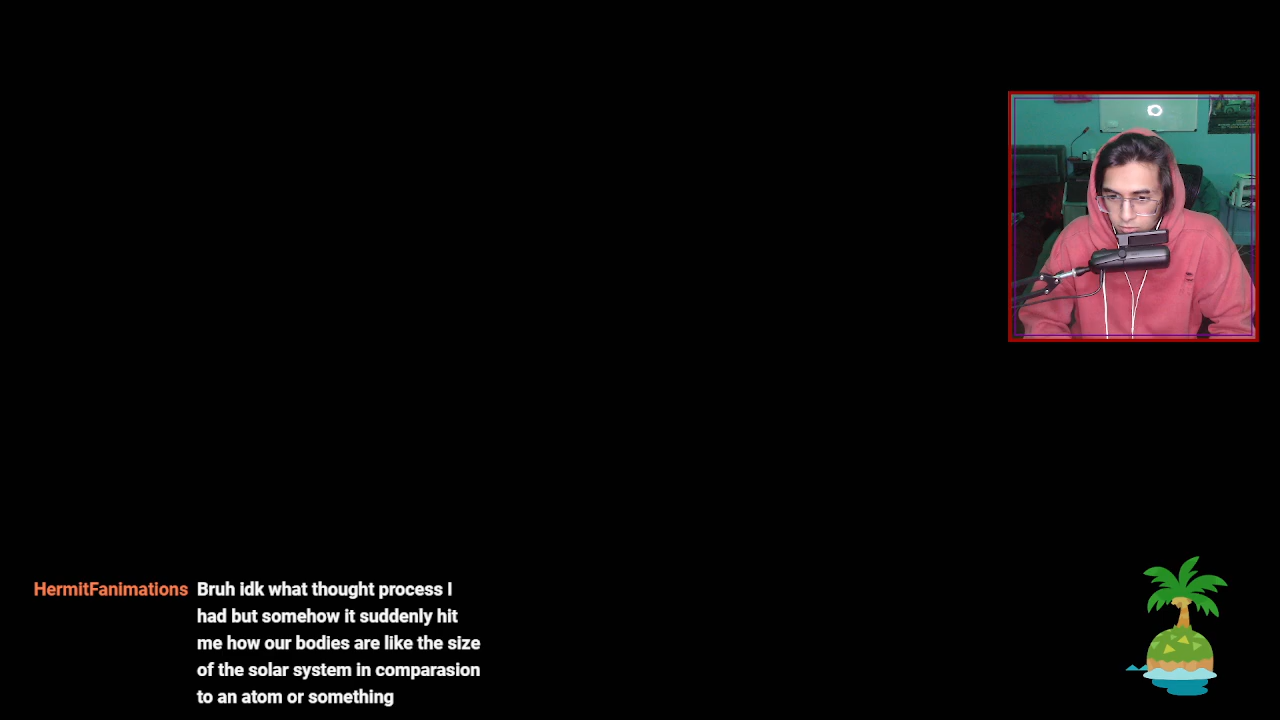 HermitFanimations Bruh idk what thought process I
had but somehow it suddenly hit
me how our bodies are like the size
of the solar system in comparasion
to an atom or something